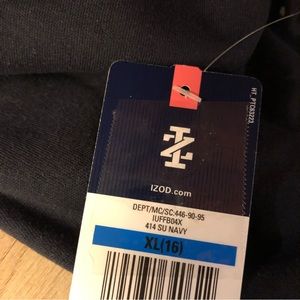 IZOD.com
DEPT/MC/SC:446-90-95
IUFFB04X
414 SU NAVY
XL(16)